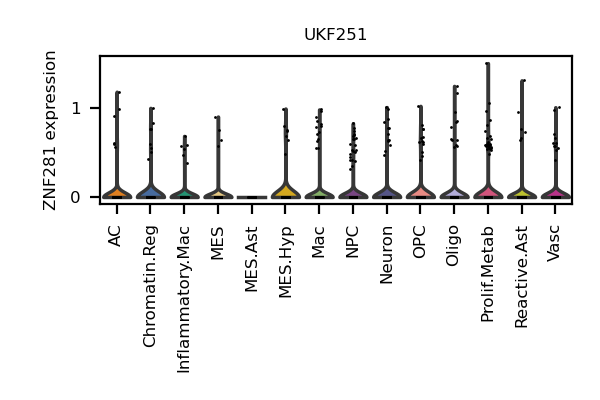 UKF251
ZNF281 expression
1
0
AC
Chromatin.Reg
Inflammatory.Mac
MES
MES.Ast
MES.Hyp
Mac
NPC
Neuron
OPC
Oligo
Prolif.Metab
Reactive.Ast
Vasc